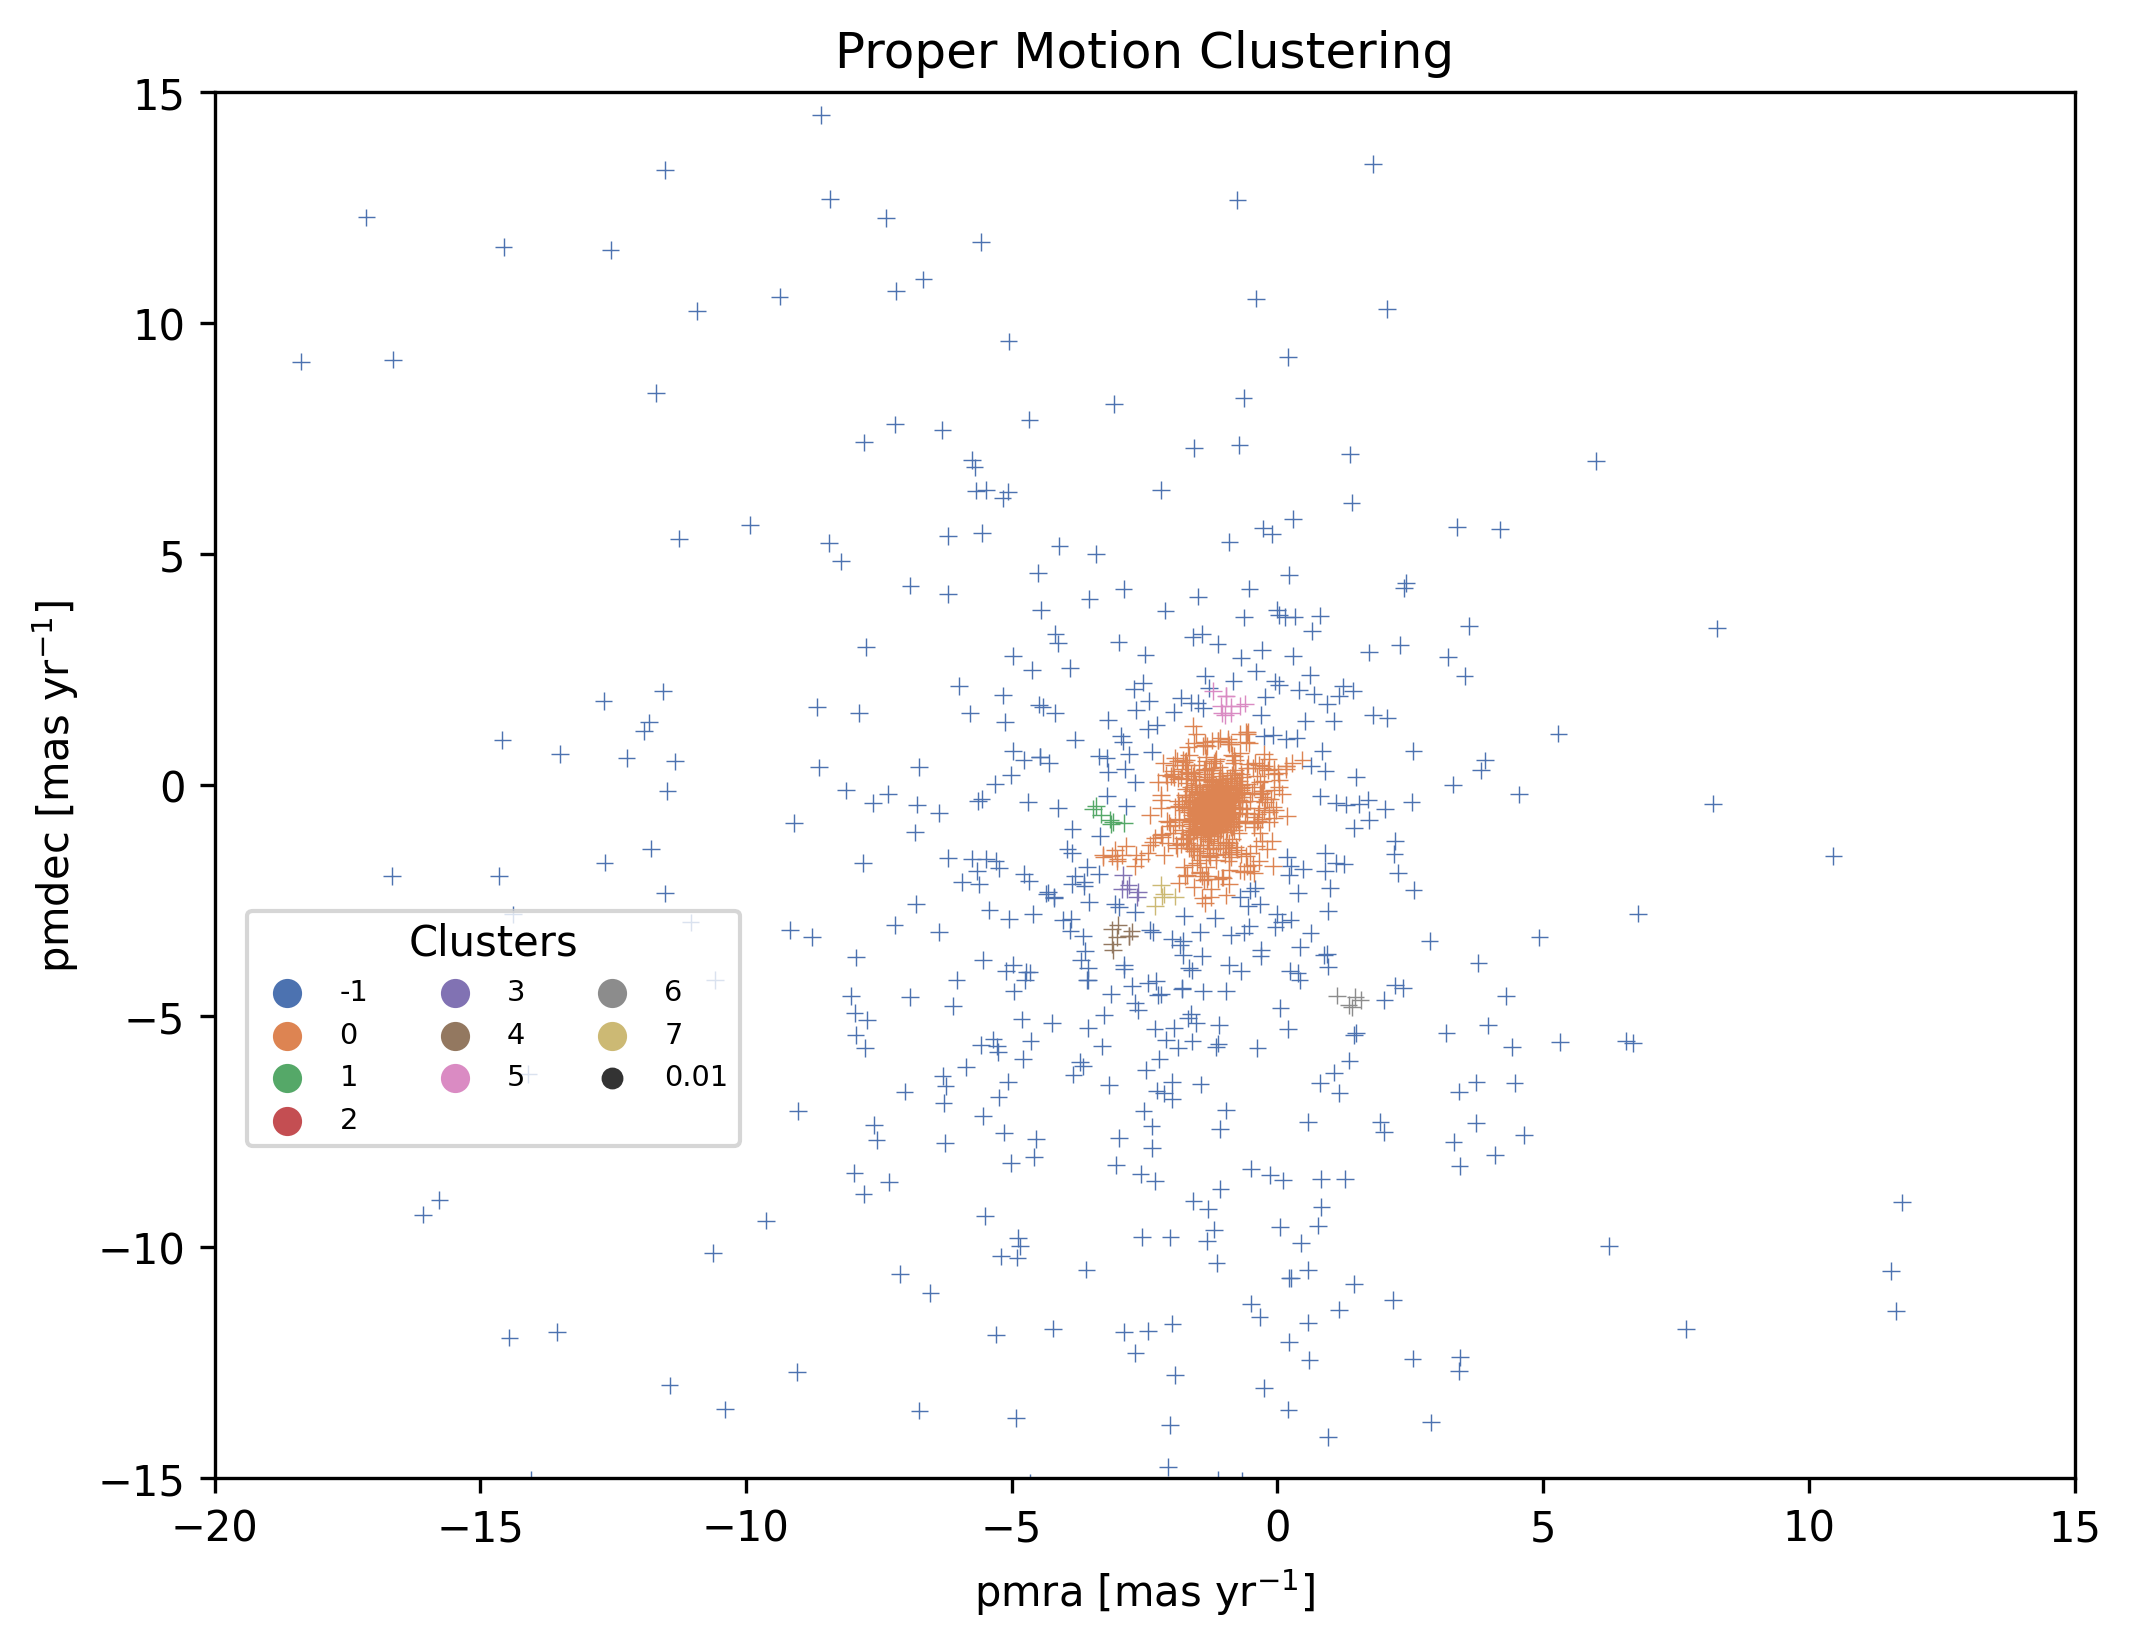 Proper Motion Clustering
15
10
5
0
−5
−10
−15
pmdec [mas yr⁻¹]
Clusters
-1 3 6
0 4 7
1 5 0.01
2
−20 −15 −10 −5 0 5 10 15
pmra [mas yr⁻¹]